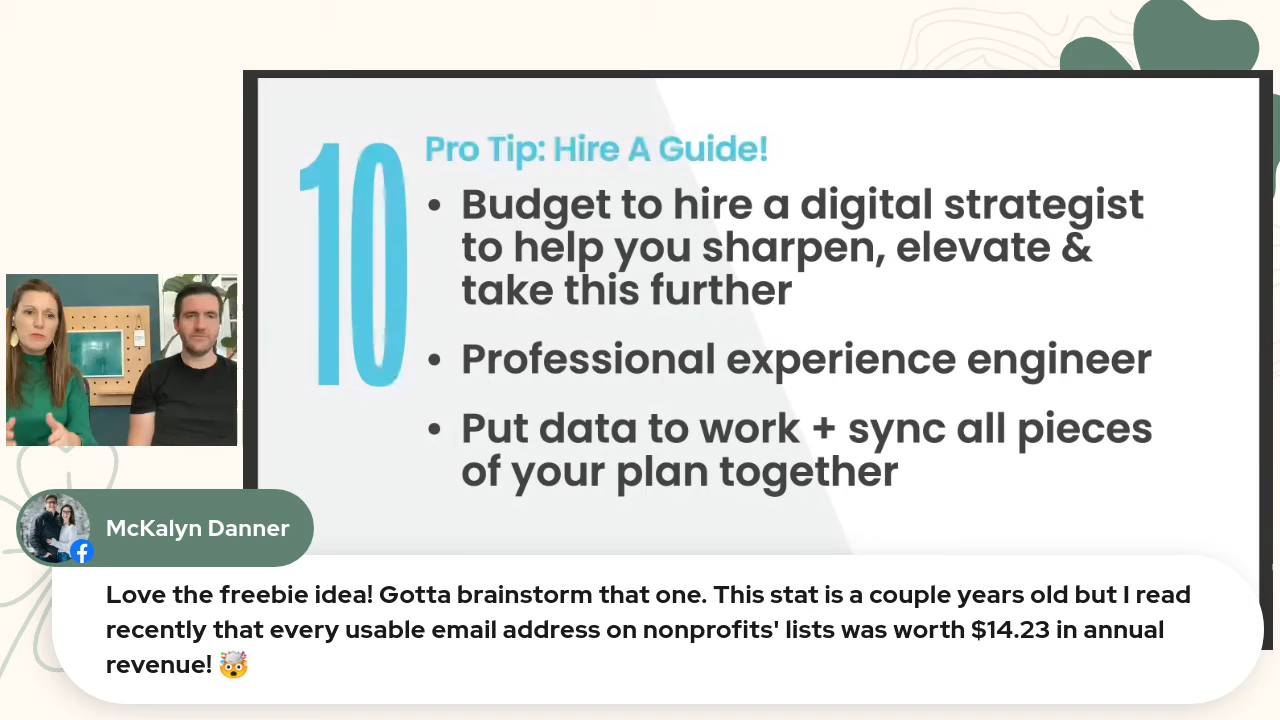 10
Pro Tip: Hire A Guide!
• Budget to hire a digital strategist
to help you sharpen, elevate &
take this further
• Professional experience engineer
• Put data to work + sync all pieces
of your plan together
McKalyn Danner
Love the freebie idea! Gotta brainstorm that one. This stat is a couple years old but I read
recently that every usable email address on nonprofits' lists was worth $14.23 in annual
revenue! 🤯